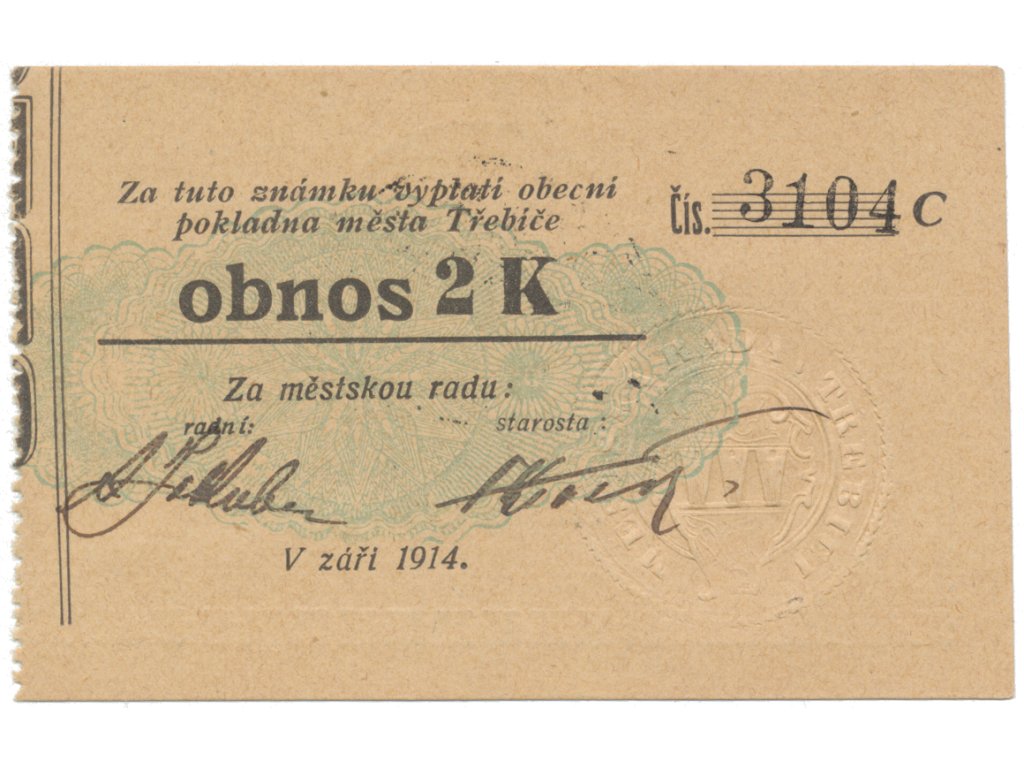 Za tuto známku vyplatí obecní
pokladna města Třebíče
Čís. 3104 C
obnos 2 K
Za městskou radu:
radní:
starosta:
V září 1914.